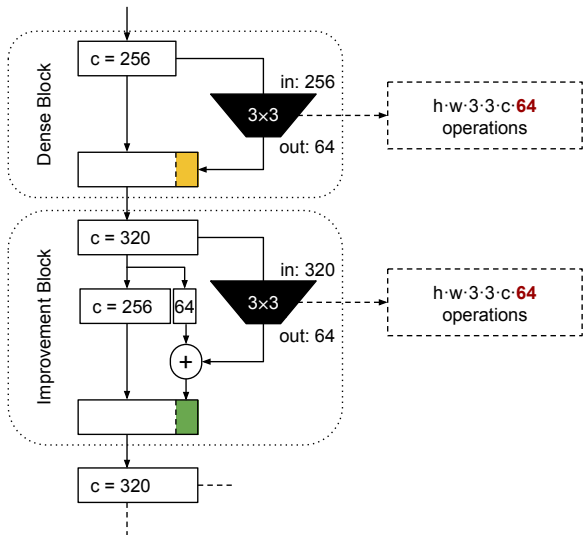 Dense Block
c = 256
in: 256
3×3
out: 64
h·w·3·3·c·64
operations
Improvement Block
c = 320
in: 320
c = 256
64
3×3
out: 64
+
h·w·3·3·c·64
operations
c = 320